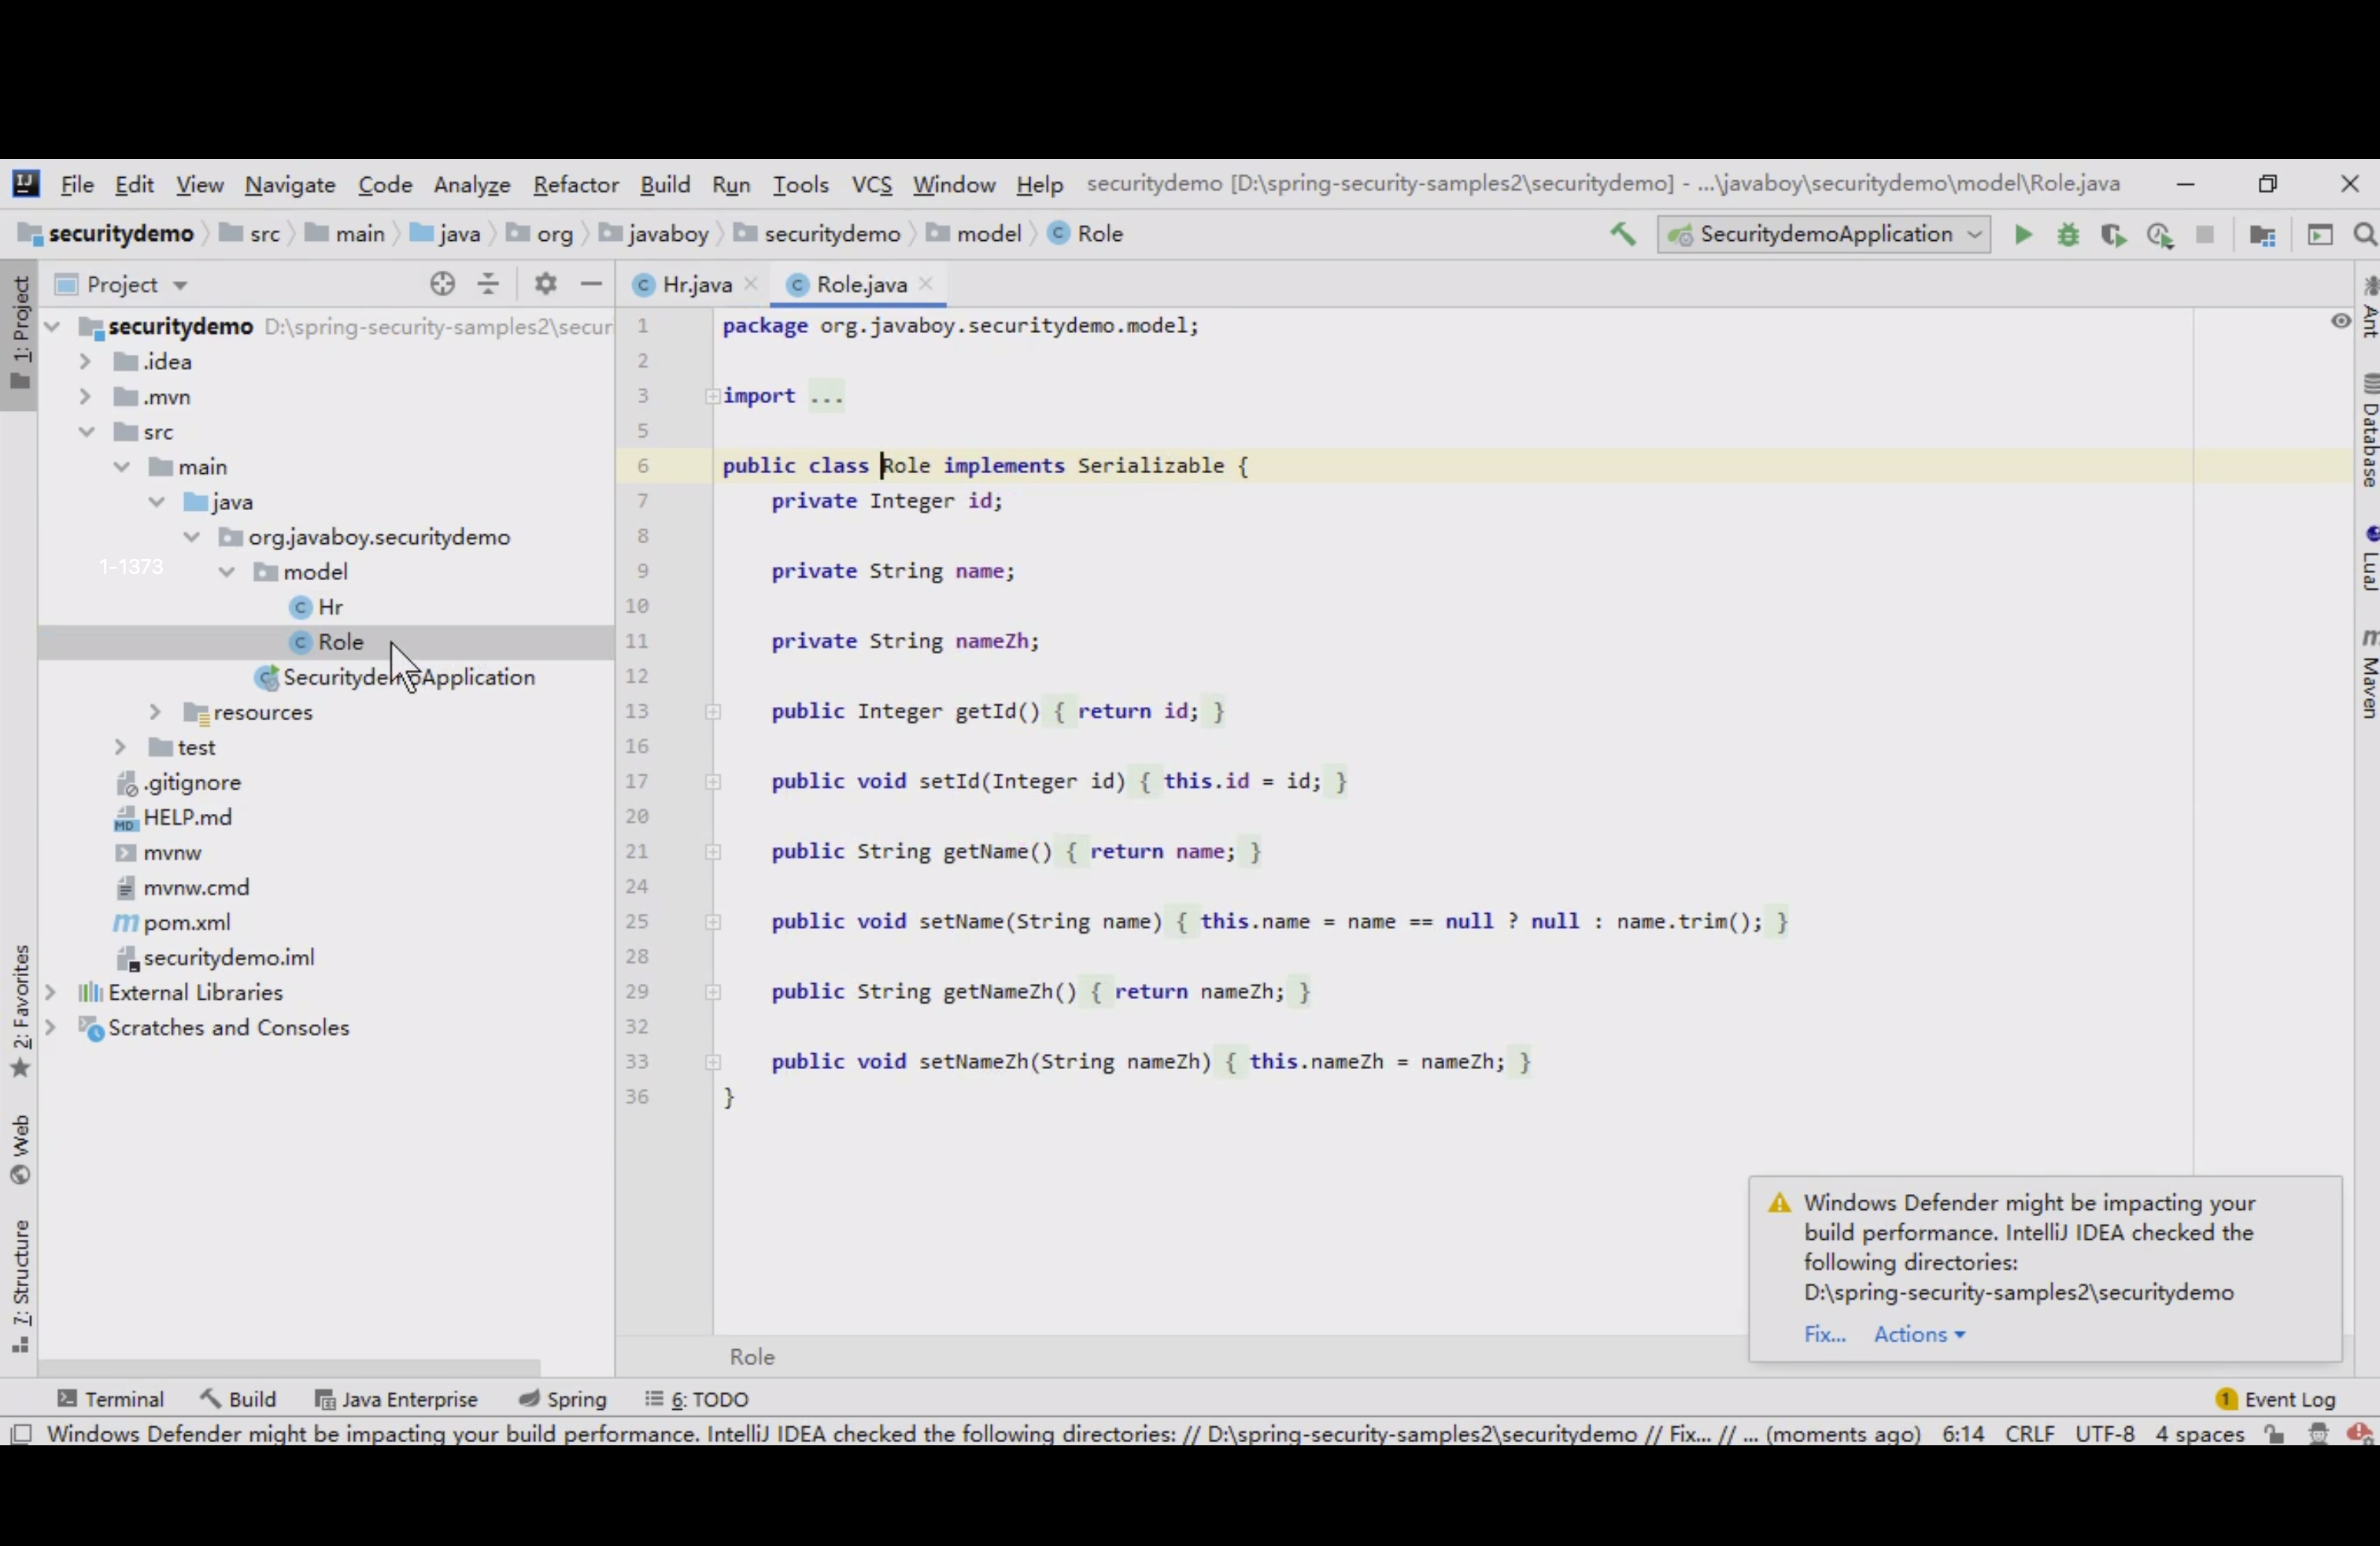 File Edit View Navigate Code Analyze Refactor Build Run Tools VCS Window Help securitydemo [D:\spring-security-samples2\securitydemo] - ...\javaboy\securitydemo\model\Role.java
securitydemo src main java org javaboy securitydemo model Role SecuritydemoApplication
1: Project
Project
securitydemo D:\spring-security-samples2\secur
.idea
.mvn
src
main
java
org.javaboy.securitydemo
1-1373
model
Hr
Role
SecuritydemoApplication
resources
test
.gitignore
HELP.md
mvnw
mvnw.cmd
pom.xml
securitydemo.iml
External Libraries
Scratches and Consoles
2: Favorites
Web
7: Structure
Hr.java Role.java
1 package org.javaboy.securitydemo.model;
2
3 import ...
5
6 public class Role implements Serializable {
7 private Integer id;
8
9 private String name;
10
11 private String nameZh;
12
13 public Integer getId() { return id; }
16
17 public void setId(Integer id) { this.id = id; }
20
21 public String getName() { return name; }
24
25 public void setName(String name) { this.name = name == null ? null : name.trim(); }
28
29 public String getNameZh() { return nameZh; }
32
33 public void setNameZh(String nameZh) { this.nameZh = nameZh; }
36 }
Role
Ant
Database
LuaJ
Maven
Windows Defender might be impacting your
build performance. IntelliJ IDEA checked the
following directories:
D:\spring-security-samples2\securitydemo
Fix... Actions
Terminal Build Java Enterprise Spring 6: TODO 1 Event Log
Windows Defender might be impacting your build performance. IntelliJ IDEA checked the following directories: // D:\spring-security-samples2\securitydemo // Fix... // ... (moments ago) 6:14 CRLF UTF-8 4 spaces